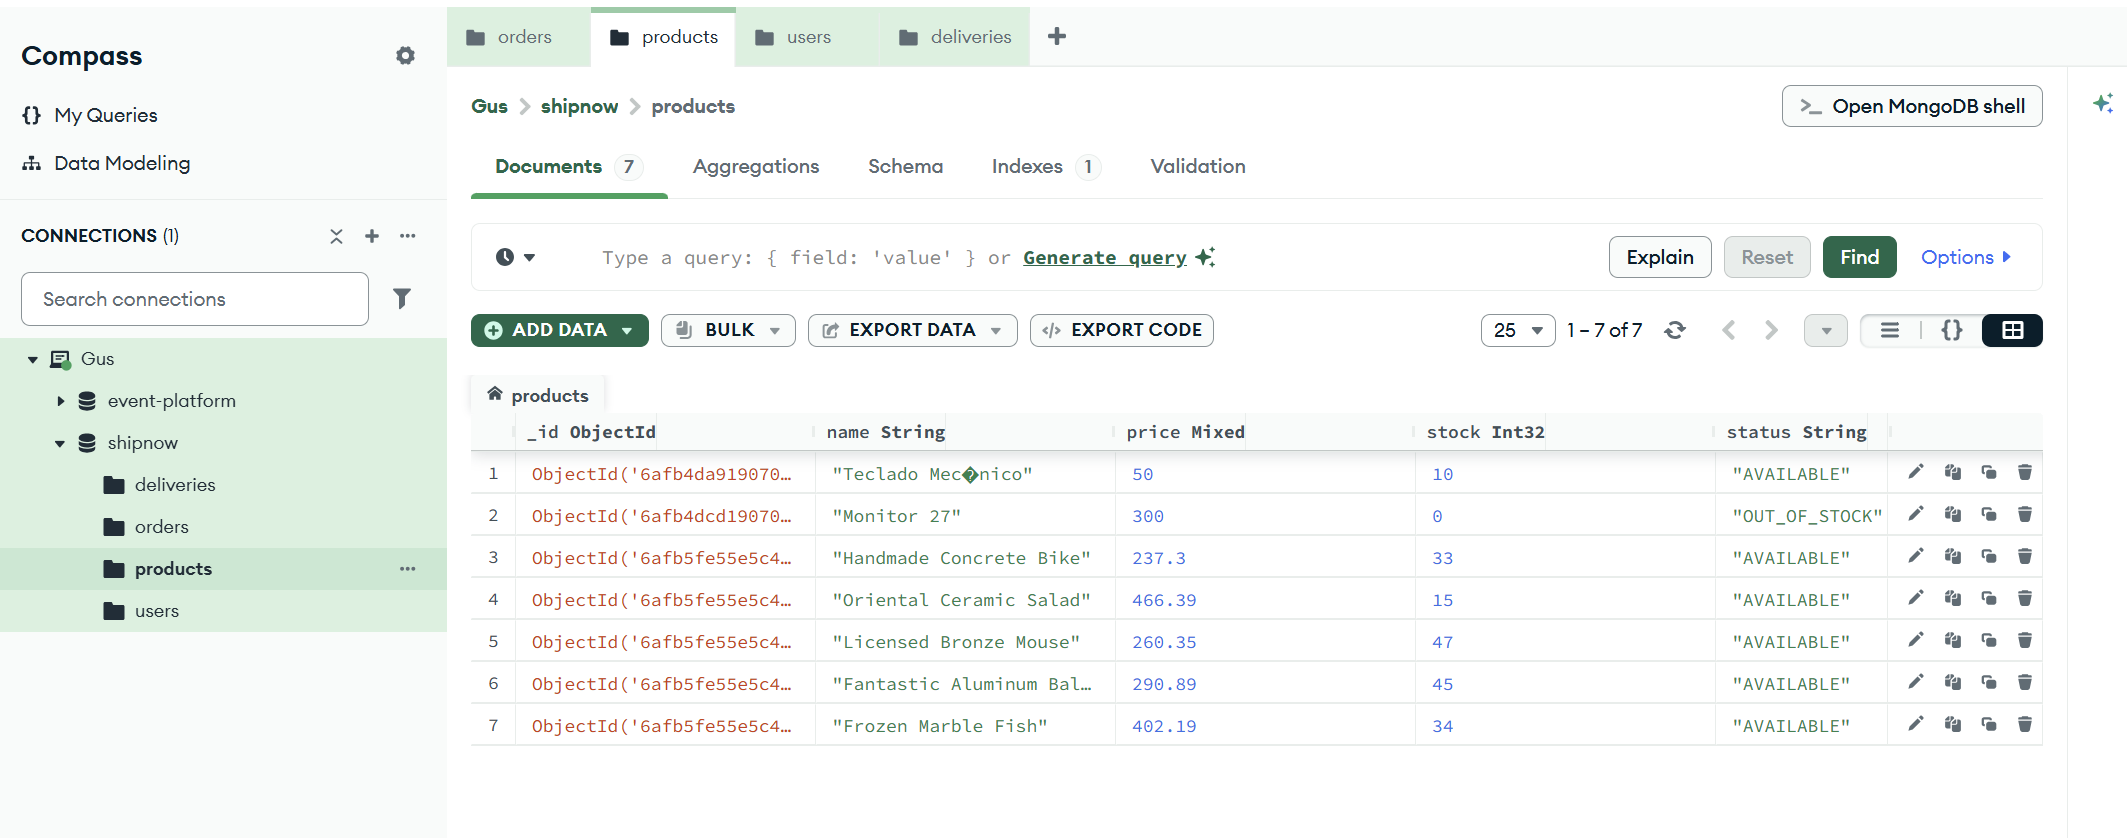 Compass
My Queries
Data Modeling
CONNECTIONS (1)
Search connections
Gus
event-platform
shipnow
deliveries
orders
products
users
orders
products
users
deliveries
Gus > shipnow > products
>_ Open MongoDB shell
Documents 7 Aggregations Schema Indexes 1 Validation
Type a query: { field: 'value' } or Generate query
Explain Reset Find Options
ADD DATA BULK EXPORT DATA EXPORT CODE
25 1 – 7 of 7
products
_id ObjectId name String price Mixed stock Int32 status String
1 ObjectId('6afb4da919070… "Teclado Mec�nico" 50 10 "AVAILABLE"
2 ObjectId('6afb4dcd19070… "Monitor 27" 300 0 "OUT_OF_STOCK"
3 ObjectId('6afb5fe55e5c4… "Handmade Concrete Bike" 237.3 33 "AVAILABLE"
4 ObjectId('6afb5fe55e5c4… "Oriental Ceramic Salad" 466.39 15 "AVAILABLE"
5 ObjectId('6afb5fe55e5c4… "Licensed Bronze Mouse" 260.35 47 "AVAILABLE"
6 ObjectId('6afb5fe55e5c4… "Fantastic Aluminum Bal… 290.89 45 "AVAILABLE"
7 ObjectId('6afb5fe55e5c4… "Frozen Marble Fish" 402.19 34 "AVAILABLE"